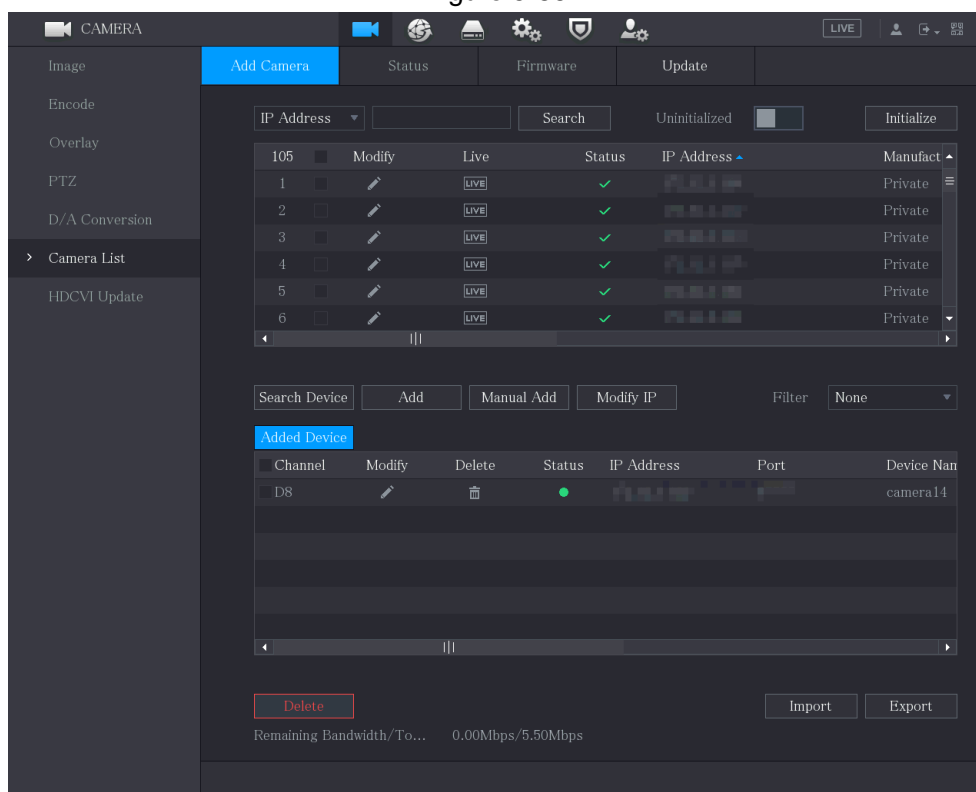 CAMERA LIVE
Image Add Camera Status Firmware Update
Encode
IP Address Search Uninitialized Initialize
Overlay
105 Modify Live Status IP Address Manufact
PTZ
1 LIVE Private
2 LIVE Private
D/A Conversion
3 LIVE Private
Camera List
4 LIVE Private
5 LIVE Private
HDCVI Update
6 LIVE Private
Search Device Add Manual Add Modify IP Filter None
Added Device
Channel Modify Delete Status IP Address Port Device Nam
D8 camera14
Delete Import Export
Remaining Bandwidth/To... 0.00Mbps/5.50Mbps